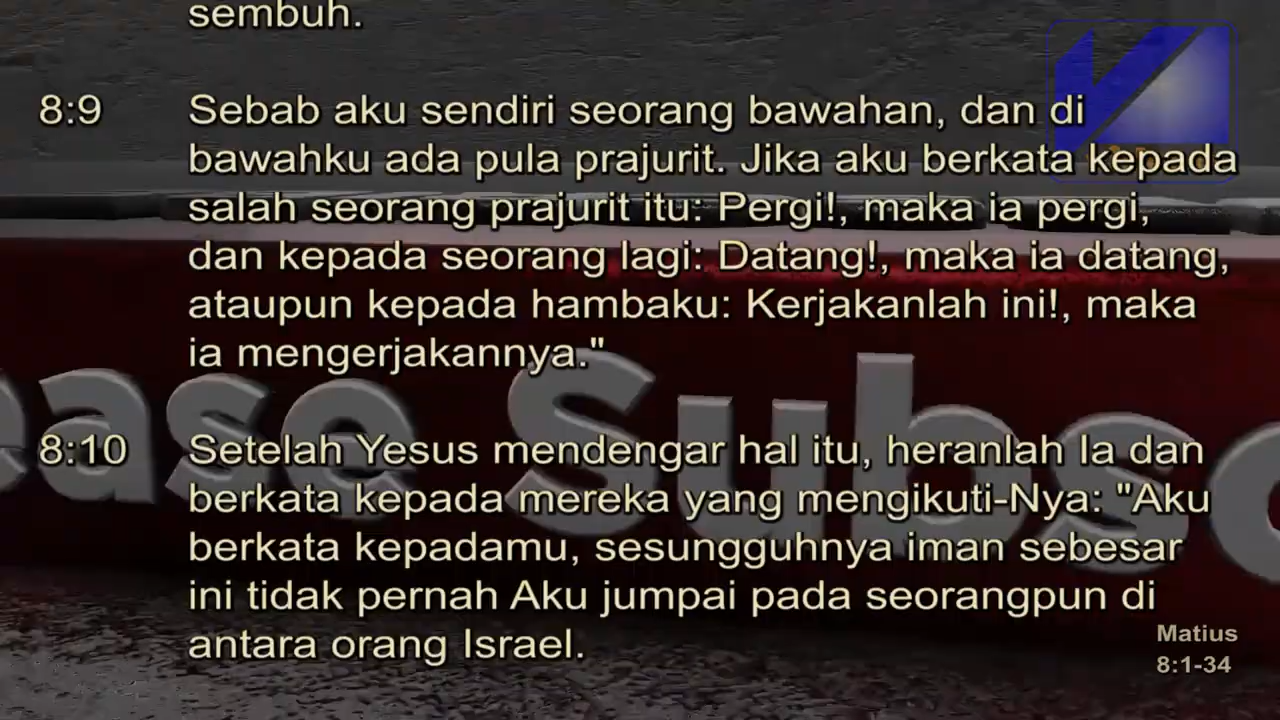 sembuh.
8:9 Sebab aku sendiri seorang bawahan, dan di
bawahku ada pula prajurit. Jika aku berkata kepada
salah seorang prajurit itu: Pergi!, maka ia pergi,
dan kepada seorang lagi: Datang!, maka ia datang,
ataupun kepada hambaku: Kerjakanlah ini!, maka
ia mengerjakannya."
8:10 Setelah Yesus mendengar hal itu, heranlah Ia dan
berkata kepada mereka yang mengikuti-Nya: "Aku
berkata kepadamu, sesungguhnya iman sebesar
ini tidak pernah Aku jumpai pada seorangpun di
antara orang Israel.
ease Subsc
Matius
8:1-34